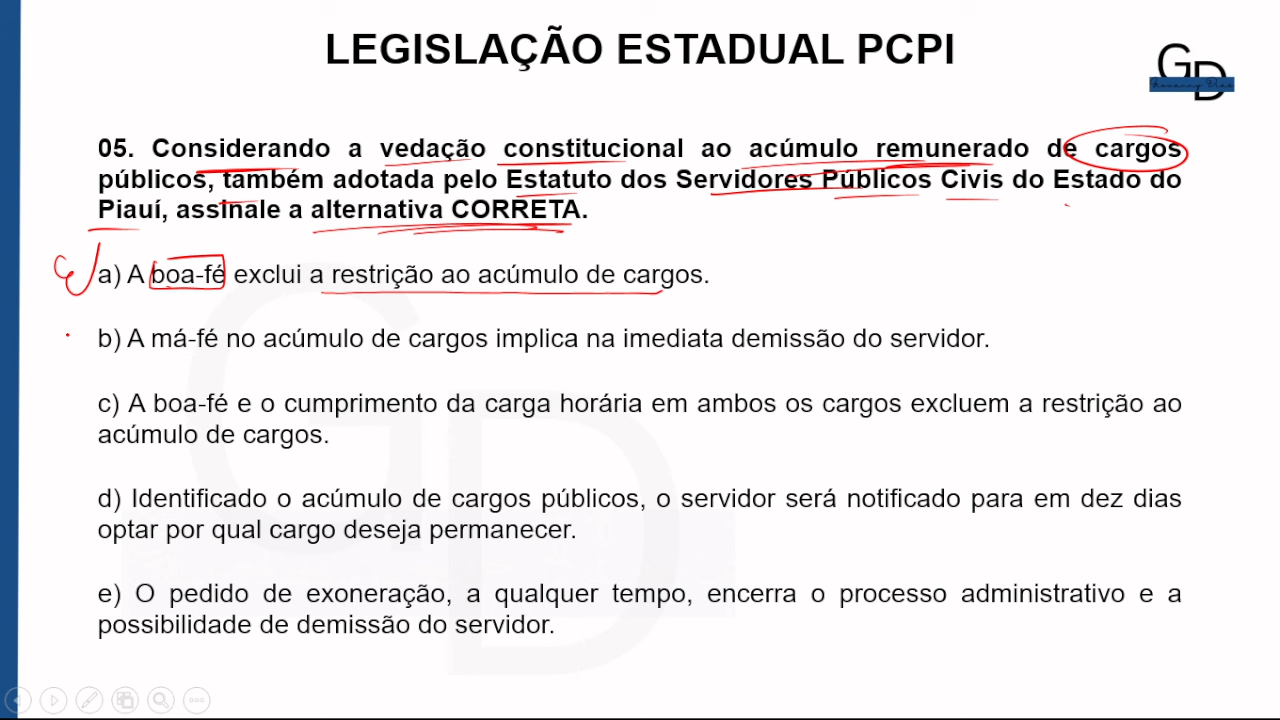 LEGISLAÇÃO ESTADUAL PCPI
GD
05. Considerando a vedação constitucional ao acúmulo remunerado de cargos
públicos, também adotada pelo Estatuto dos Servidores Públicos Civis do Estado do
Piauí, assinale a alternativa CORRETA.
a) A boa-fé exclui a restrição ao acúmulo de cargos.
b) A má-fé no acúmulo de cargos implica na imediata demissão do servidor.
c) A boa-fé e o cumprimento da carga horária em ambos os cargos excluem a restrição ao
acúmulo de cargos.
d) Identificado o acúmulo de cargos públicos, o servidor será notificado para em dez dias
optar por qual cargo deseja permanecer.
e) O pedido de exoneração, a qualquer tempo, encerra o processo administrativo e a
possibilidade de demissão do servidor.